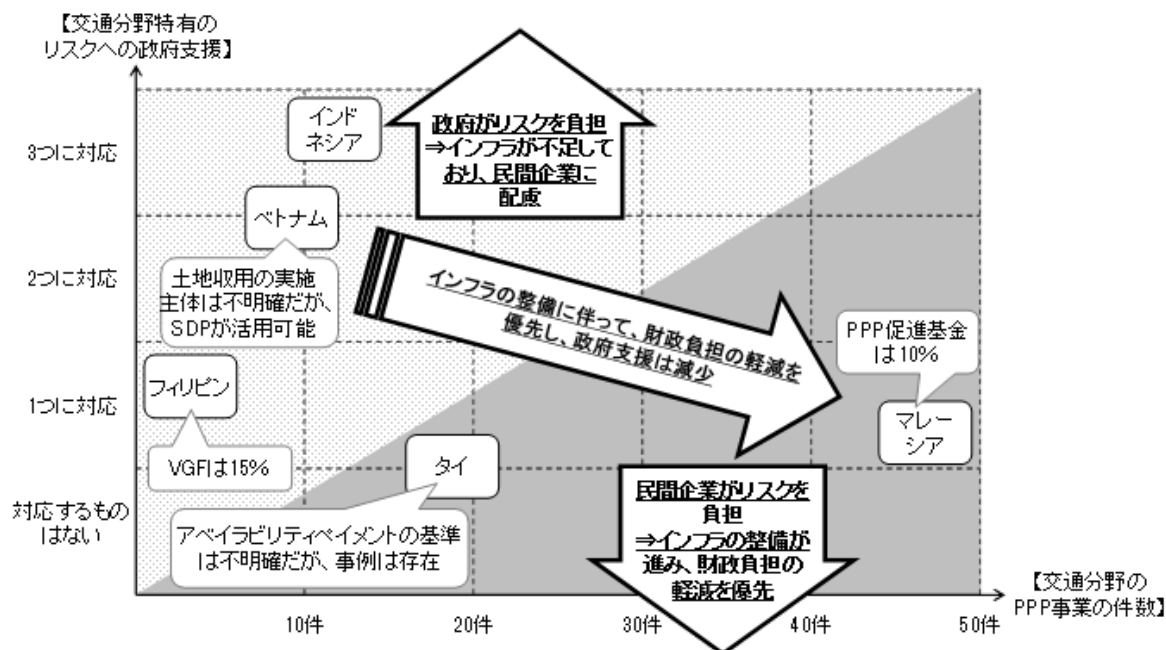 【交通分野特有の
リスクへの政府支援】
3つに対応
2つに対応
1つに対応
対応するもの
はない
インド
ネシア
政府がリスクを負担
⇒インフラが不足して
おり、民間企業に
配慮
ベトナム
土地収用の実施
主体は不明確だが、
SDPが活用可能
インフラの整備に伴って、財政負担の軽減を
優先し、政府支援は減少
PPP促進基金
は10%
マレー
シア
フィリピン
VGFは15%
タイ
アベイラビリティペイメントの基準
は不明確だが、事例は存在
民間企業がリスクを
負担
⇒インフラの整備が
進み、財政負担の
軽減を優先
【交通分野の
PPP事業の件数】
10件
20件
30件
40件
50件